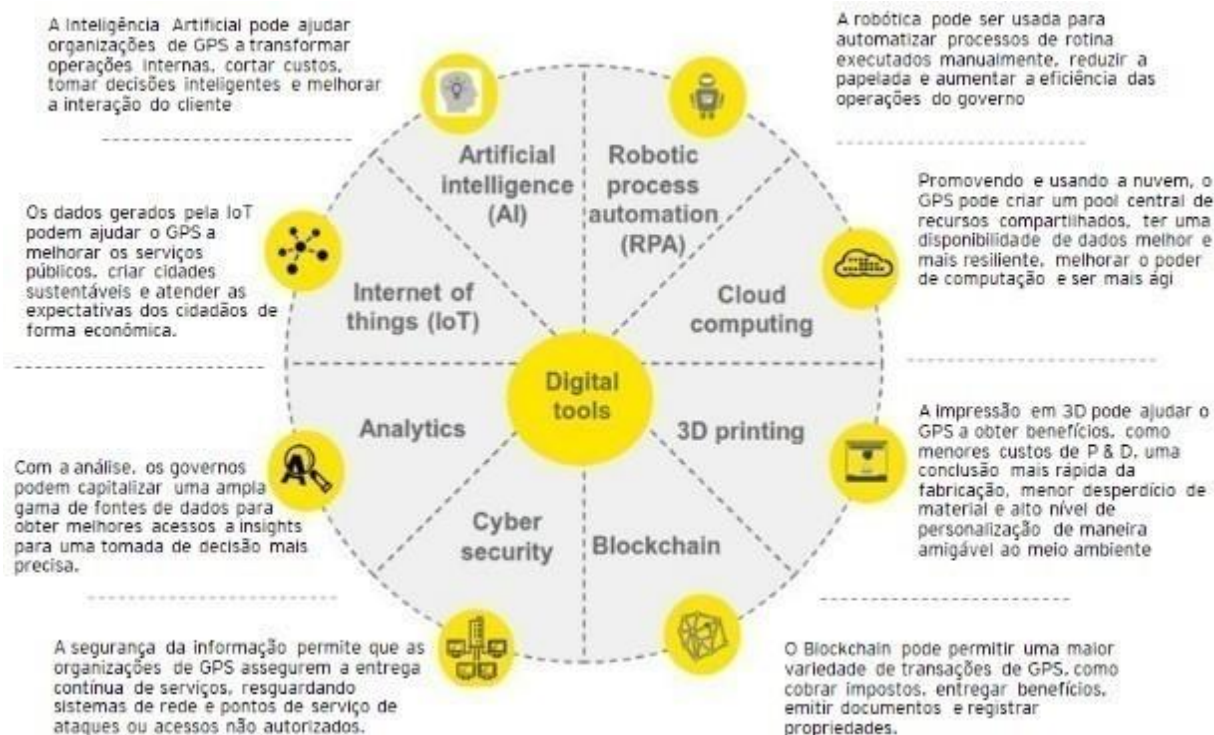 A Inteligência Artificial pode ajudar
organizações de GPS a transformar
operações internas, cortar custos,
tomar decisões inteligentes e melhorar
a interação do cliente
A robótica pode ser usada para
automatizar processos de rotina
executados manualmente, reduzir a
papelada e aumentar a eficiência das
operações do governo
Artificial
intelligence
(AI)
Robotic
process
automation
(RPA)
Os dados gerados pela IoT
podem ajudar o GPS a
melhorar os serviços
públicos, criar cidades
sustentáveis e atender as
expectativas dos cidadãos de
forma econômica.
Internet of
things (IoT)
Cloud
computing
Promovendo e usando a nuvem, o
GPS pode criar um pool central de
recursos compartilhados, ter uma
disponibilidade de dados melhor e
mais resiliente, melhorar o poder
de computação e ser mais ági
Digital
tools
Analytics
3D printing
Com a análise, os governos
podem capitalizar uma ampla
gama de fontes de dados para
obter melhores acessos a insights
para uma tomada de decisão mais
precisa.
A impressão em 3D pode ajudar o
GPS a obter benefícios, como
menores custos de P & D, uma
conclusão mais rápida da
fabricação, menor desperdício de
material e alto nível de
personalização de maneira
amigável ao meio ambiente
Cyber
security
Blockchain
A segurança da informação permite que as
organizações de GPS assegurem a entrega
contínua de serviços, resguardando
sistemas de rede e pontos de serviço de
ataques ou acessos não autorizados.
O Blockchain pode permitir uma maior
variedade de transações de GPS, como
cobrar impostos, entregar benefícios,
emitir documentos e registrar
propriedades.